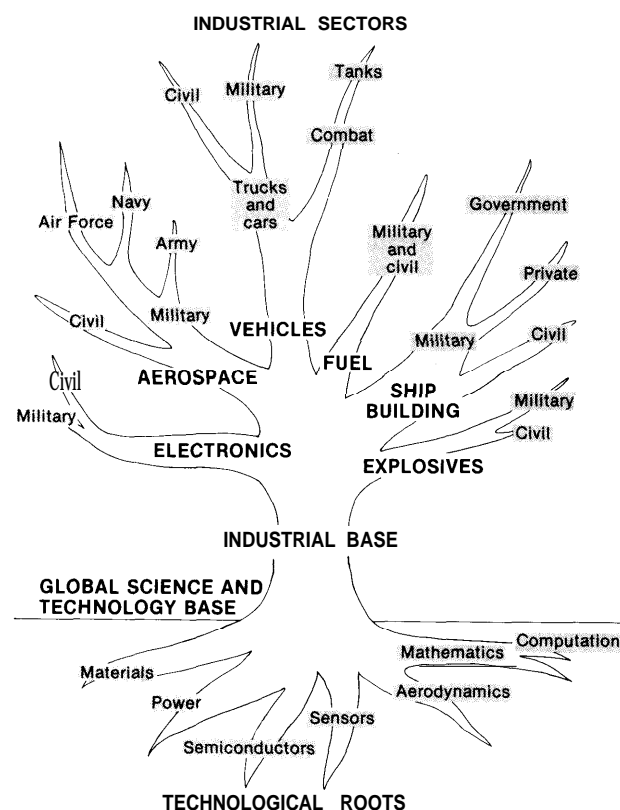 INDUSTRIAL SECTORS
Civil
Military
Tanks
Combat
Trucks
and
cars
Air Force
Navy
Army
Military
and
civil
Government
Private
Civil
Military
VEHICLES
Military
Civil
FUEL
AEROSPACE
SHIP
BUILDING
Civil
Military
Military
Civil
ELECTRONICS
EXPLOSIVES
INDUSTRIAL BASE
GLOBAL SCIENCE AND
TECHNOLOGY BASE
Materials
Power
Semiconductors
Sensors
Mathematics
Computation
Aerodynamics
TECHNOLOGICAL ROOTS